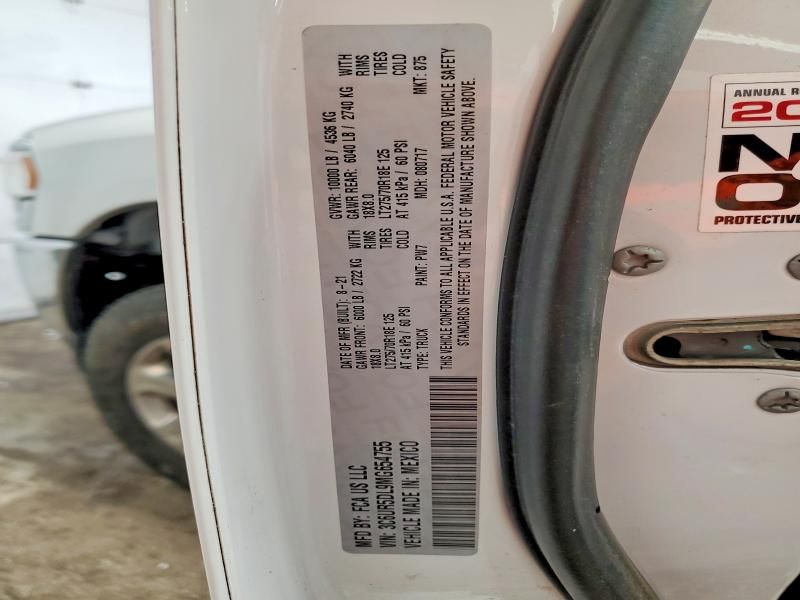 MFD BY: FCA US LLC
VIN: 3C6UR5DL9MG654755
VEHICLE MADE IN: MEXICO
DATE OF MFR (BUILT): 8-21 GVWR: 10000 LB / 4536 KG
GAWR FRONT: 6000 LB / 2722 KG WITH GAWR REAR: 6040 LB / 2740 KG WITH
18X8.0 RIMS 18X8.0 RIMS
LT275/70R18E 125 TIRES LT275/70R18E 125 TIRES
AT 415 kPa / 60 PSI COLD AT 415 kPa / 60 PSI COLD
TYPE: TRUCK PAINT: PW7 MDH: 080717 MKT: 875
THIS VEHICLE CONFORMS TO ALL APPLICABLE U.S.A. FEDERAL MOTOR VEHICLE SAFETY
STANDARDS IN EFFECT ON THE DATE OF MANUFACTURE SHOWN ABOVE.
ANNUAL
20
PROTECTIVE